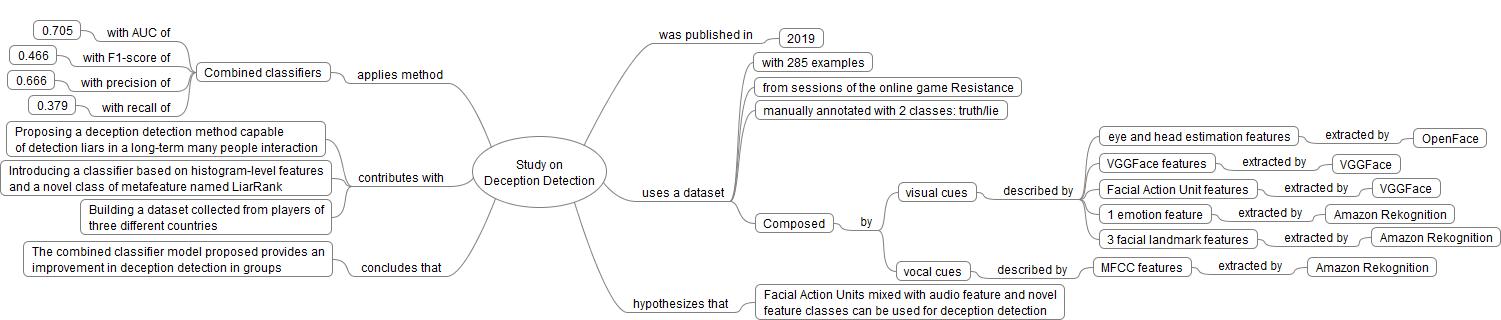 Study on
Deception Detection
applies method
Combined classifiers
with AUC of
0.705
with F1-score of
0.466
with precision of
0.666
with recall of
0.379
contributes with
Proposing a deception detection method capable
of detection liars in a long-term many people interaction
Introducing a classifier based on histogram-level features
and a novel class of metafeature named LiarRank
Building a dataset collected from players of
three different countries
concludes that
The combined classifier model proposed provides an
improvement in deception detection in groups
was published in
2019
uses a dataset
with 285 examples
from sessions of the online game Resistance
manually annotated with 2 classes: truth/lie
Composed
by
visual cues
described by
eye and head estimation features
extracted by
OpenFace
VGGFace features
extracted by
VGGFace
Facial Action Unit features
extracted by
VGGFace
1 emotion feature
extracted by
Amazon Rekognition
3 facial landmark features
extracted by
Amazon Rekognition
vocal cues
described by
MFCC features
extracted by
Amazon Rekognition
hypothesizes that
Facial Action Units mixed with audio feature and novel
feature classes can be used for deception detection